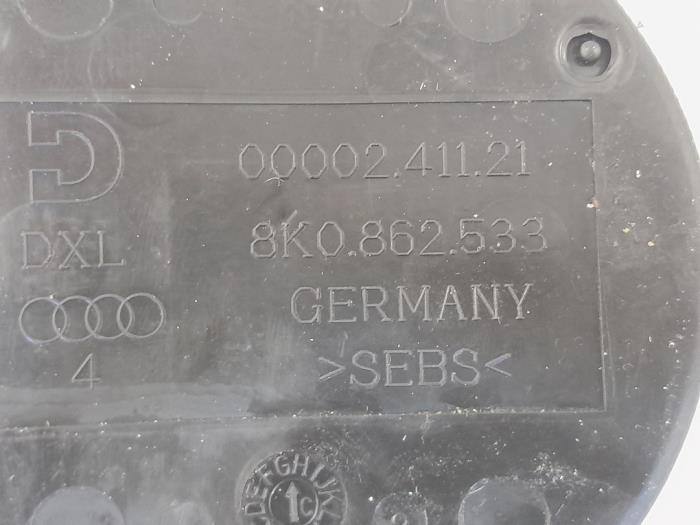 00002.411.21
DXL
8K0.862.533
GERMANY
4
>SEBS<